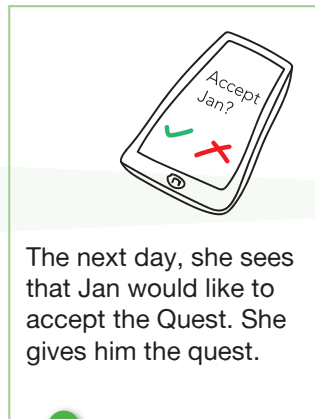 Accept
Jan?
The next day, she sees
that Jan would like to
accept the Quest. She
gives him the quest.